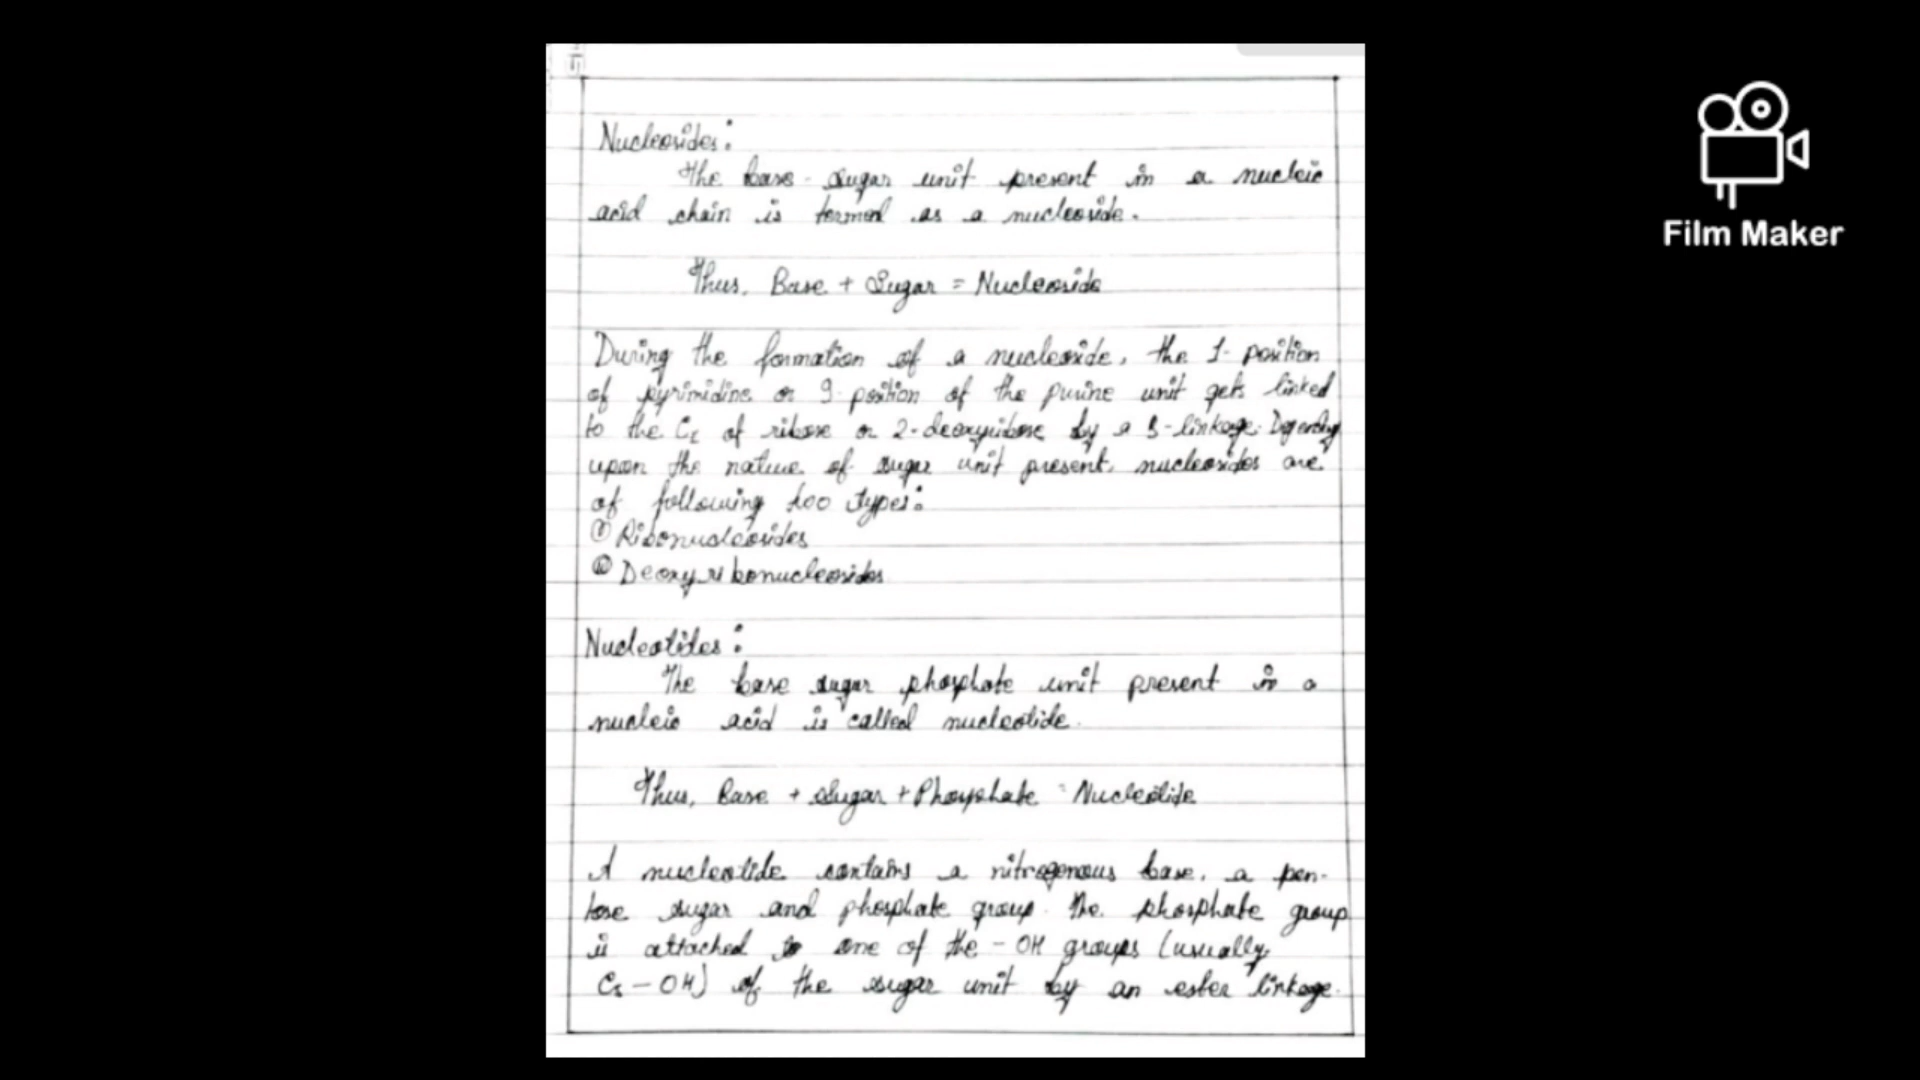 Nucleosides:
The base-sugar unit present in a nucleic
acid chain is termed as a nucleoside.
Thus, Base + Sugar = Nucleoside
During the formation of a nucleoside, the 1-position
of pyrimidine or 9-position of the purine unit gets linked
to the C of ribose or 2-deoxyribose by a linkage. Depending
upon the nature of sugar unit present, nucleosides are
of following two types:
Ribonucleosides
Deoxyribonucleosides
Nucleotides:
The base sugar phosphate unit present in a
nucleic acid is called nucleotide.
Thus, Base + Sugar + Phosphate = Nucleotide
A nucleotide contains a nitrogenous base, a pen-
tose sugar and phosphate group. The phosphate group
is attached to one of the -OH groups (usually
C5-OH) of the sugar unit by an ester linkage.
Film Maker